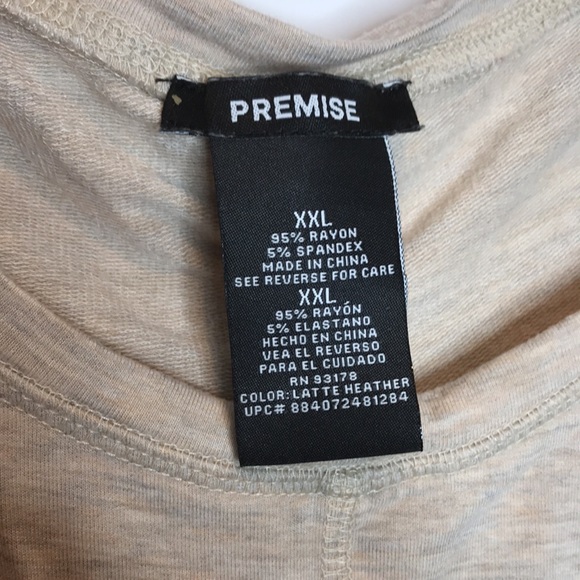 PREMISE
XXL
95% RAYON
5% SPANDEX
MADE IN CHINA
SEE REVERSE FOR CARE
XXL
95% RAYÓN
5% ELASTANO
HECHO EN CHINA
VEA EL REVERSO
PARA EL CUIDADO
RN 93178
COLOR: LATTE HEATHER
UPC# 884072481284